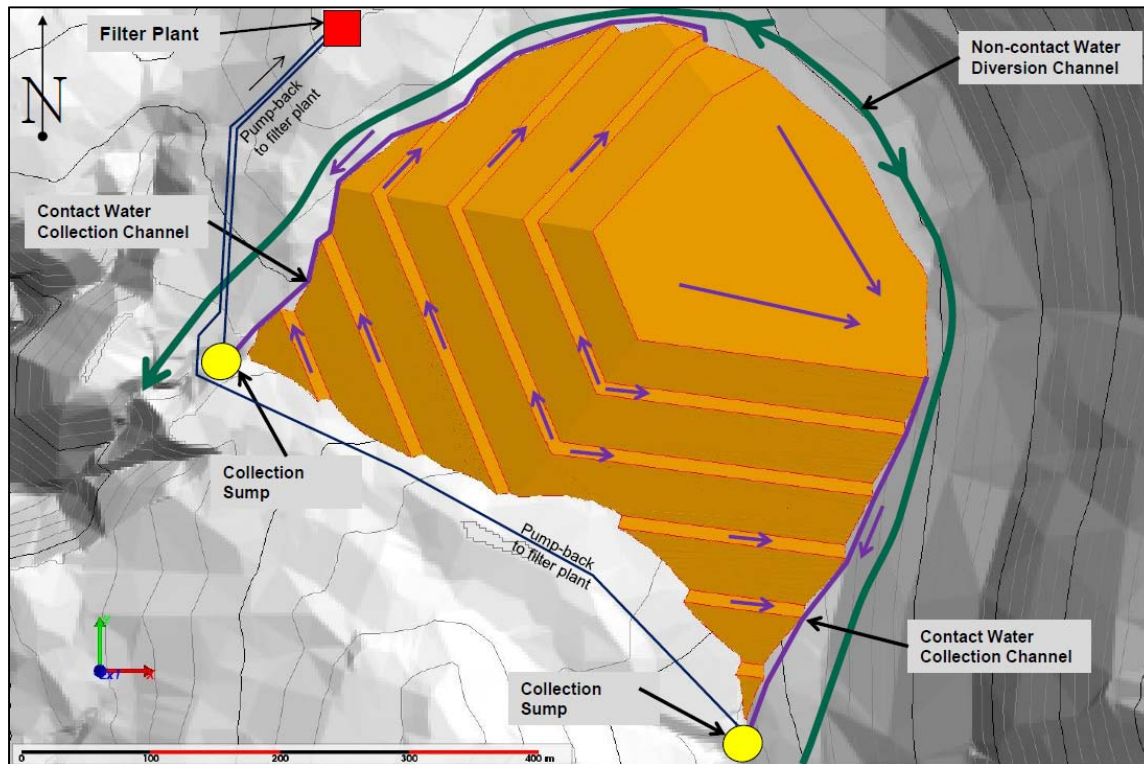 Filter Plant
N
Pump-back
to filter plant
Non-contact Water
Diversion Channel
Contact Water
Collection Channel
Collection
Sump
Pump-back
to filter plant
Contact Water
Collection Channel
Collection
Sump
X
0 100 200 300 400 m